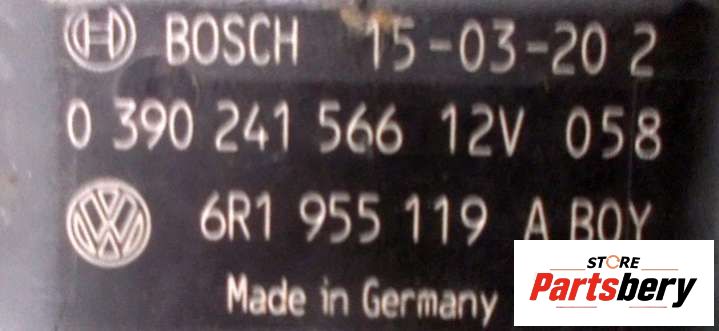 BOSCH 15-03-20 2
0 390 241 566 12V 058
6R1 955 119 A BOY
Made in Germany
STORE
Partsbery